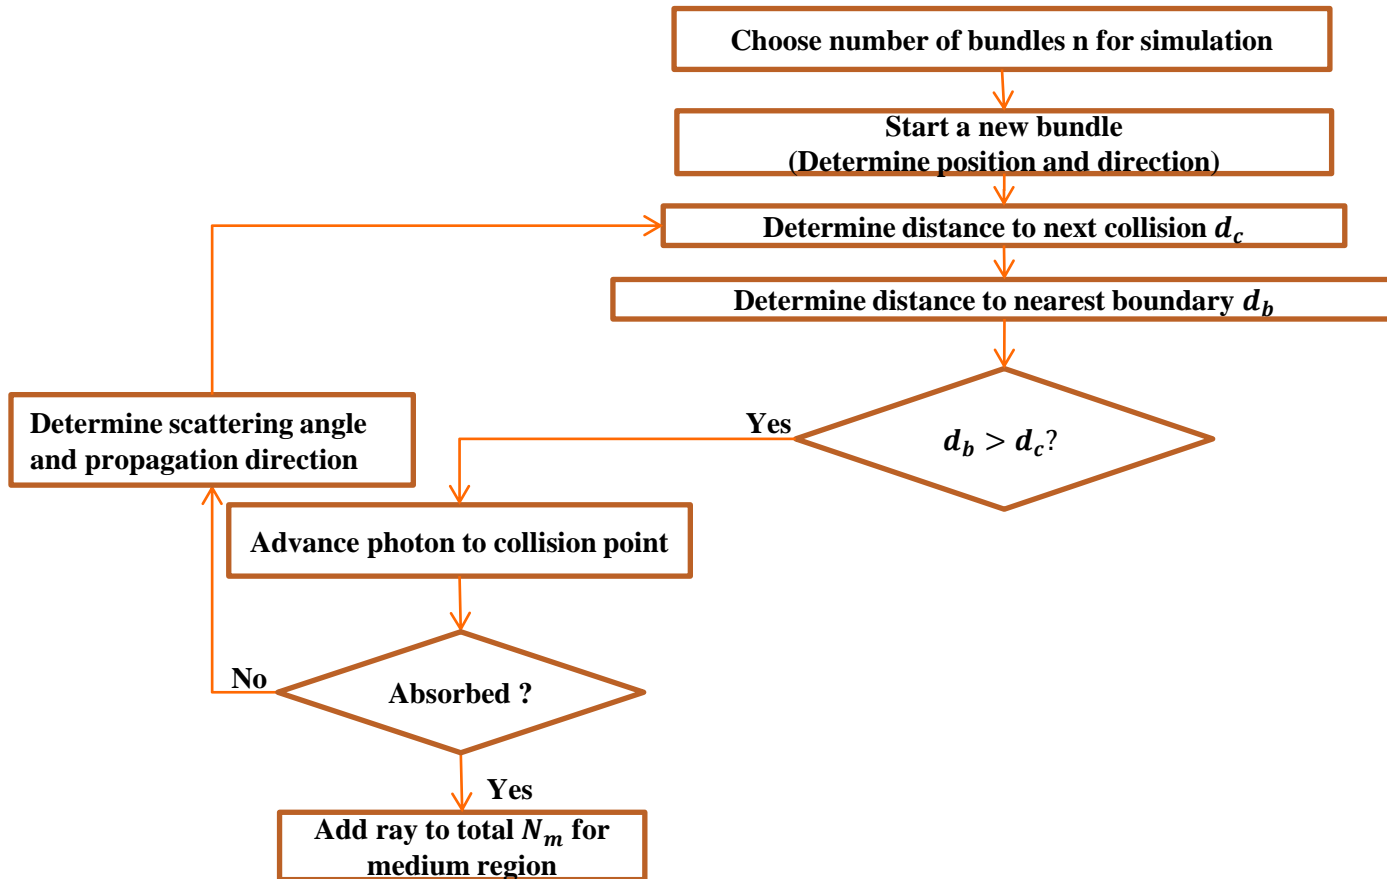 Choose number of bundles n for simulation
Start a new bundle
(Determine position and direction)
Determine distance to next collision d_c
Determine distance to nearest boundary d_b
d_b > d_c?
Yes
Determine scattering angle
and propagation direction
Advance photon to collision point
Absorbed ?
No
Yes
Add ray to total N_m for
medium region